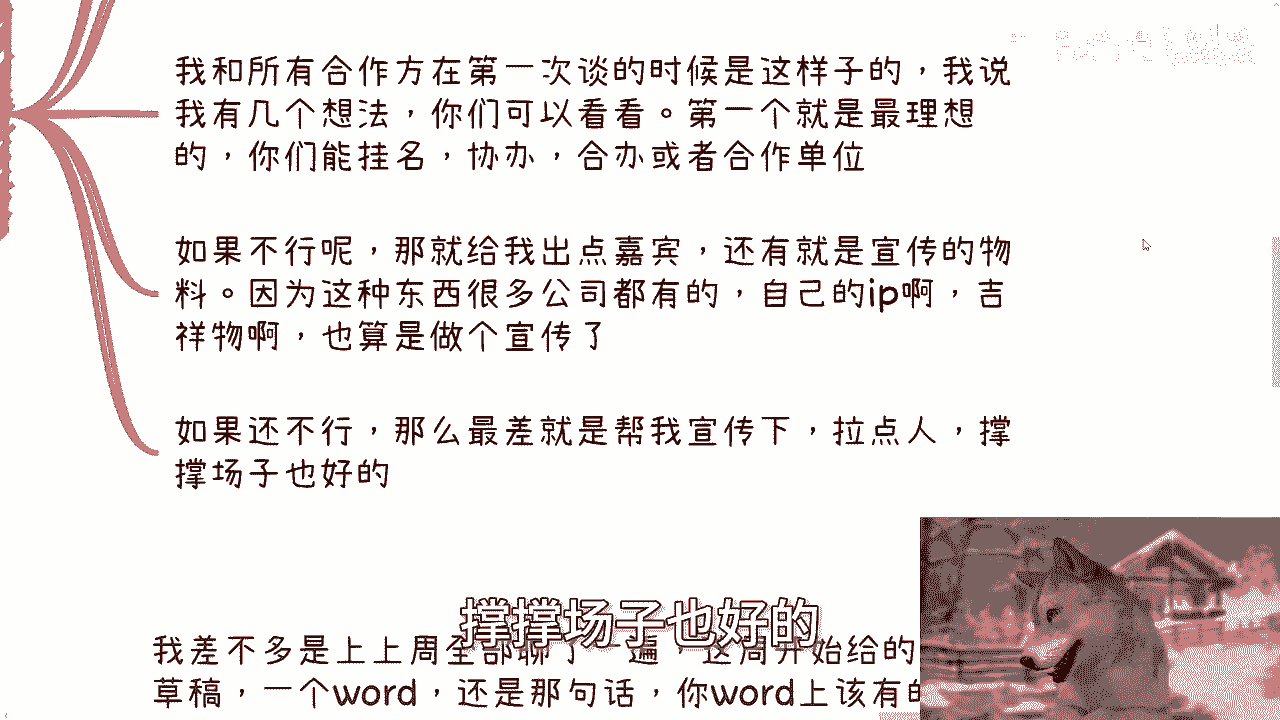 我和所有合作方在第一次谈的时候是这样子的，我说
我有几个想法，你们可以看看。第一个就是最理想
的，你们能挂名，协办，合办或者合作单位
如果不行呢，那就给我出点嘉宾，还有就是宣传的物
料。因为这种东西很多公司都有的，自己的ip啊，吉
祥物啊，也算是做个宣传了
如果还不行，那么最差就是帮我宣传下，拉点人，撑
撑场子也好的
撑撑场子也好的
我差不多是上上周全部聊了一遍，这周开始给的
草稿，一个word，还是那句话，你word上该有的